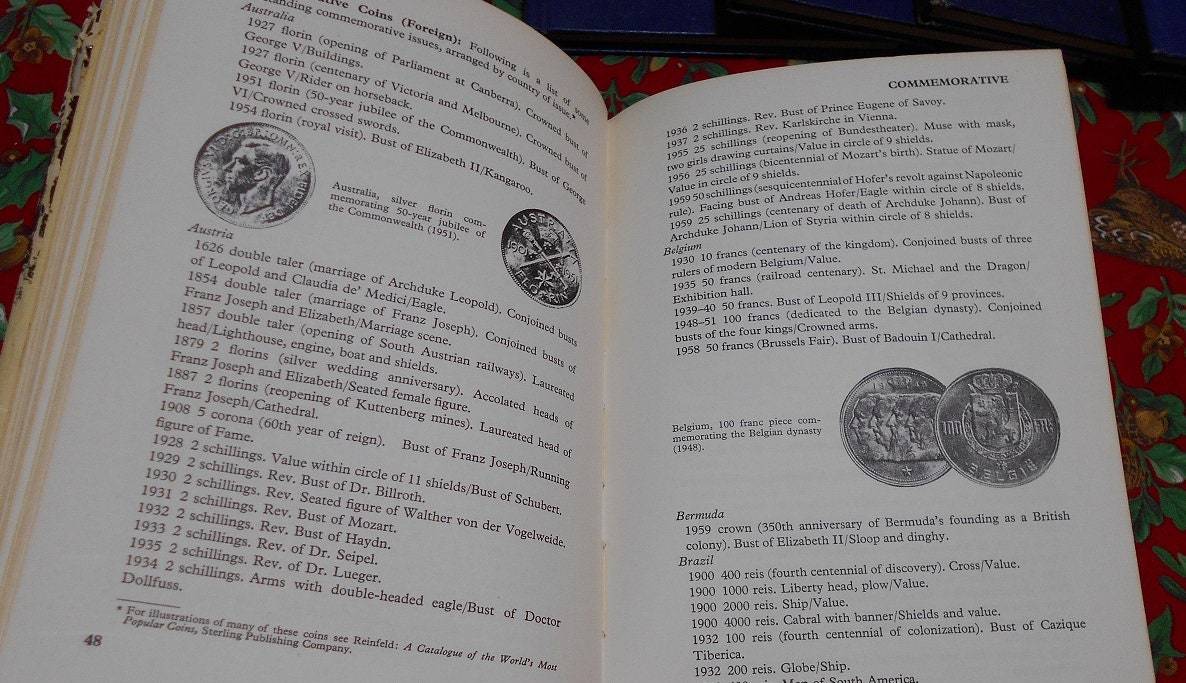 ative Coins (Foreign); Following is a list of some
standing commemorative issues, arranged by country of issue.*
Australia
1927 florin (opening of Parliament at Canberra). Crowned bust of
George V/Buildings.
1927 florin (centenary of Victoria and Melbourne). Crowned bust of
George V/Rider on horseback.
1951 florin (50-year jubilee of the Commonwealth). Bust of George
VI/Crowned crossed swords.
1954 florin (royal visit). Bust of Elizabeth II/Kangaroo.
Australia, silver florin com-
memorating 50-year jubilee of
the Commonwealth (1951).
Austria
1626 double taler (marriage of Archduke Leopold). Conjoined busts
of Leopold and Claudia de' Medici/Eagle.
1854 double taler (marriage of Franz Joseph). Conjoined busts of
Franz Joseph and Elizabeth/Marriage scene.
1857 double taler (opening of South Austrian railways). Laureated
head/Lighthouse, engine, boat and shields.
1879 2 florins (silver wedding anniversary). Accolated heads of
Franz Joseph and Elizabeth/Seated female figure.
1887 2 florins (reopening of Kuttenberg mines). Laureated head of
Franz Joseph/Cathedral.
1908 5 corona (60th year of reign). Bust of Franz Joseph/Running
figure of Fame.
1928 2 schillings. Value within circle of 11 shields/Bust of Schubert.
1929 2 schillings. Rev. Bust of Dr. Billroth.
1930 2 schillings. Rev. Seated figure of Walther von der Vogelweide.
1931 2 schillings. Rev. Bust of Mozart.
1932 2 schillings. Rev. Bust of Haydn.
1933 2 schillings. Rev. of Dr. Seipel.
1935 2 schillings. Rev. of Dr. Lueger.
1934 2 schillings. Arms with double-headed eagle/Bust of Doctor
Dollfuss.
* For illustrations of many of these coins see Reinfeld: A Catalogue of the World's Most
Popular Coins, Sterling Publishing Company.
48
COMMEMORATIVE
1936 2 schillings. Rev. Bust of Prince Eugene of Savoy.
1937 2 schillings. Rev. Karlskirche in Vienna.
1955 25 schillings (reopening of Bundestheater). Muse with mask,
two girls drawing curtains/Value in circle of 9 shields.
1956 25 schillings (bicentennial of Mozart's birth). Statue of Mozart/
Value in circle of 9 shields.
1959 50 schillings (sesquicentennial of Hofer's revolt against Napoleonic
rule). Facing bust of Andreas Hofer/Eagle within circle of 8 shields.
1959 25 schillings (centenary of death of Archduke Johann). Bust of
Archduke Johann/Lion of Styria within circle of 8 shields.
Belgium
1930 10 francs (centenary of the kingdom). Conjoined busts of three
rulers of modern Belgium/Value.
1935 50 francs (railroad centenary). St. Michael and the Dragon/
Exhibition hall.
1939-40 50 francs. Bust of Leopold III/Shields of 9 provinces.
1948-51 100 francs (dedicated to the Belgian dynasty). Conjoined
busts of the four kings/Crowned arms.
1958 50 francs (Brussels Fair). Bust of Badouin I/Cathedral.
Belgium, 100 franc piece com-
memorating the Belgian dynasty
(1948).
100 FR
BELGIE
Bermuda
1959 crown (350th anniversary of Bermuda's founding as a British
colony). Bust of Elizabeth II/Sloop and dinghy.
Brazil
1900 400 reis (fourth centennial of discovery). Cross/Value.
1900 1000 reis. Liberty head, plow/Value.
1900 2000 reis. Ship/Value.
1900 4000 reis. Cabral with banner/Shields and value.
1932 100 reis (fourth centennial of colonization). Bust of Cazique
Tiberica.
1932 200 reis. Globe/Ship.
Map of South America.